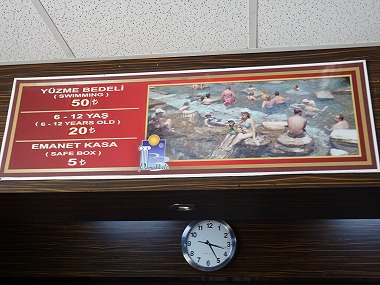 YÜZME BEDELİ
( SWIMMING )
50 ₺
6 - 12 YAŞ
( 6 - 12 YEARS OLD )
20 ₺
EMANET KASA
( SAFE BOX )
5 ₺